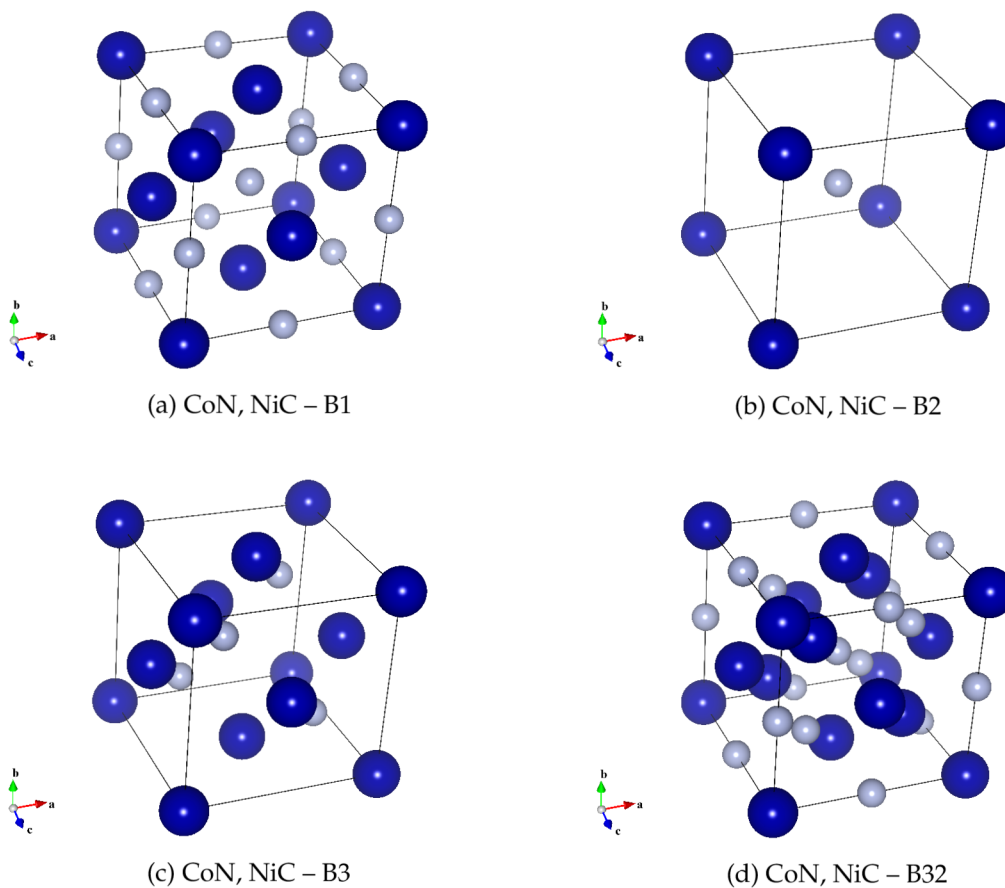 b
a
c
(a) CoN, NiC – B1
b
a
c
(b) CoN, NiC – B2
b
a
c
(c) CoN, NiC – B3
b
a
c
(d) CoN, NiC – B32